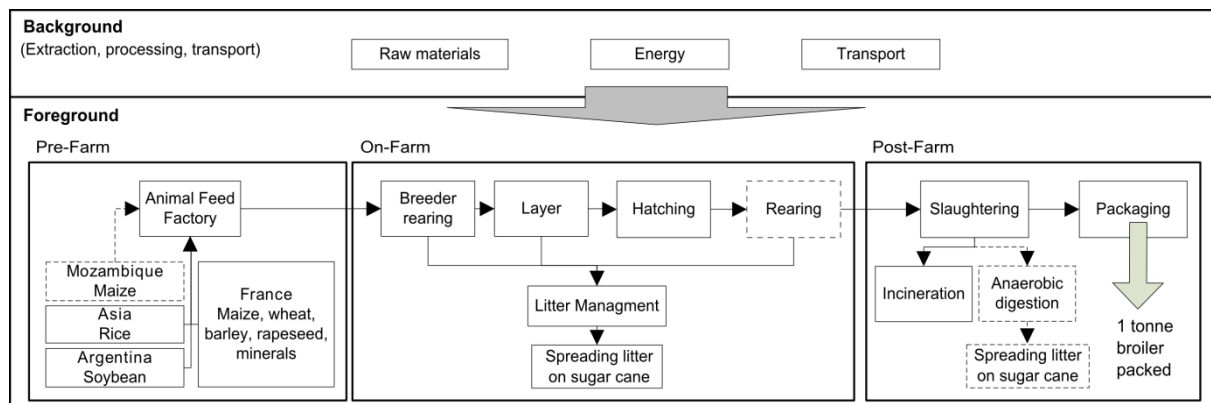 Background
(Extraction, processing, transport)
Raw materials
Energy
Transport
Foreground
Pre-Farm
Animal Feed
Factory
Mozambique
Maize
Asia
Rice
Argentina
Soybean
France
Maize, wheat,
barley, rapeseed,
minerals
On-Farm
Breeder
rearing
Layer
Hatching
Rearing
Litter Managment
Spreading litter
on sugar cane
Post-Farm
Slaughtering
Packaging
Incineration
Anaerobic
digestion
Spreading litter
on sugar cane
1 tonne
broiler
packed